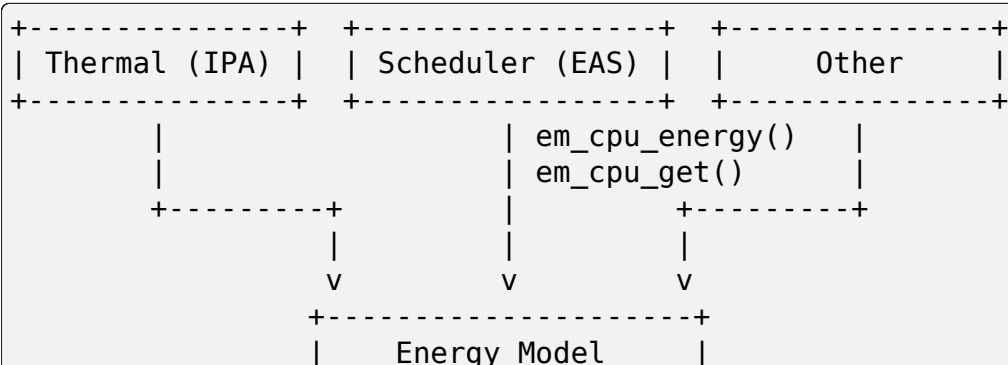 +---------------+  +-----------------+  +---------------+
| Thermal (IPA) |  | Scheduler (EAS) |  |     Other     |
+---------------+  +-----------------+  +---------------+
        |                   | em_cpu_energy()   |
        |                   | em_cpu_get()      |
        +---------+         |         +---------+
                  |         |         |
                  v         v         v
                 +---------------------+
                 |    Energy Model     |